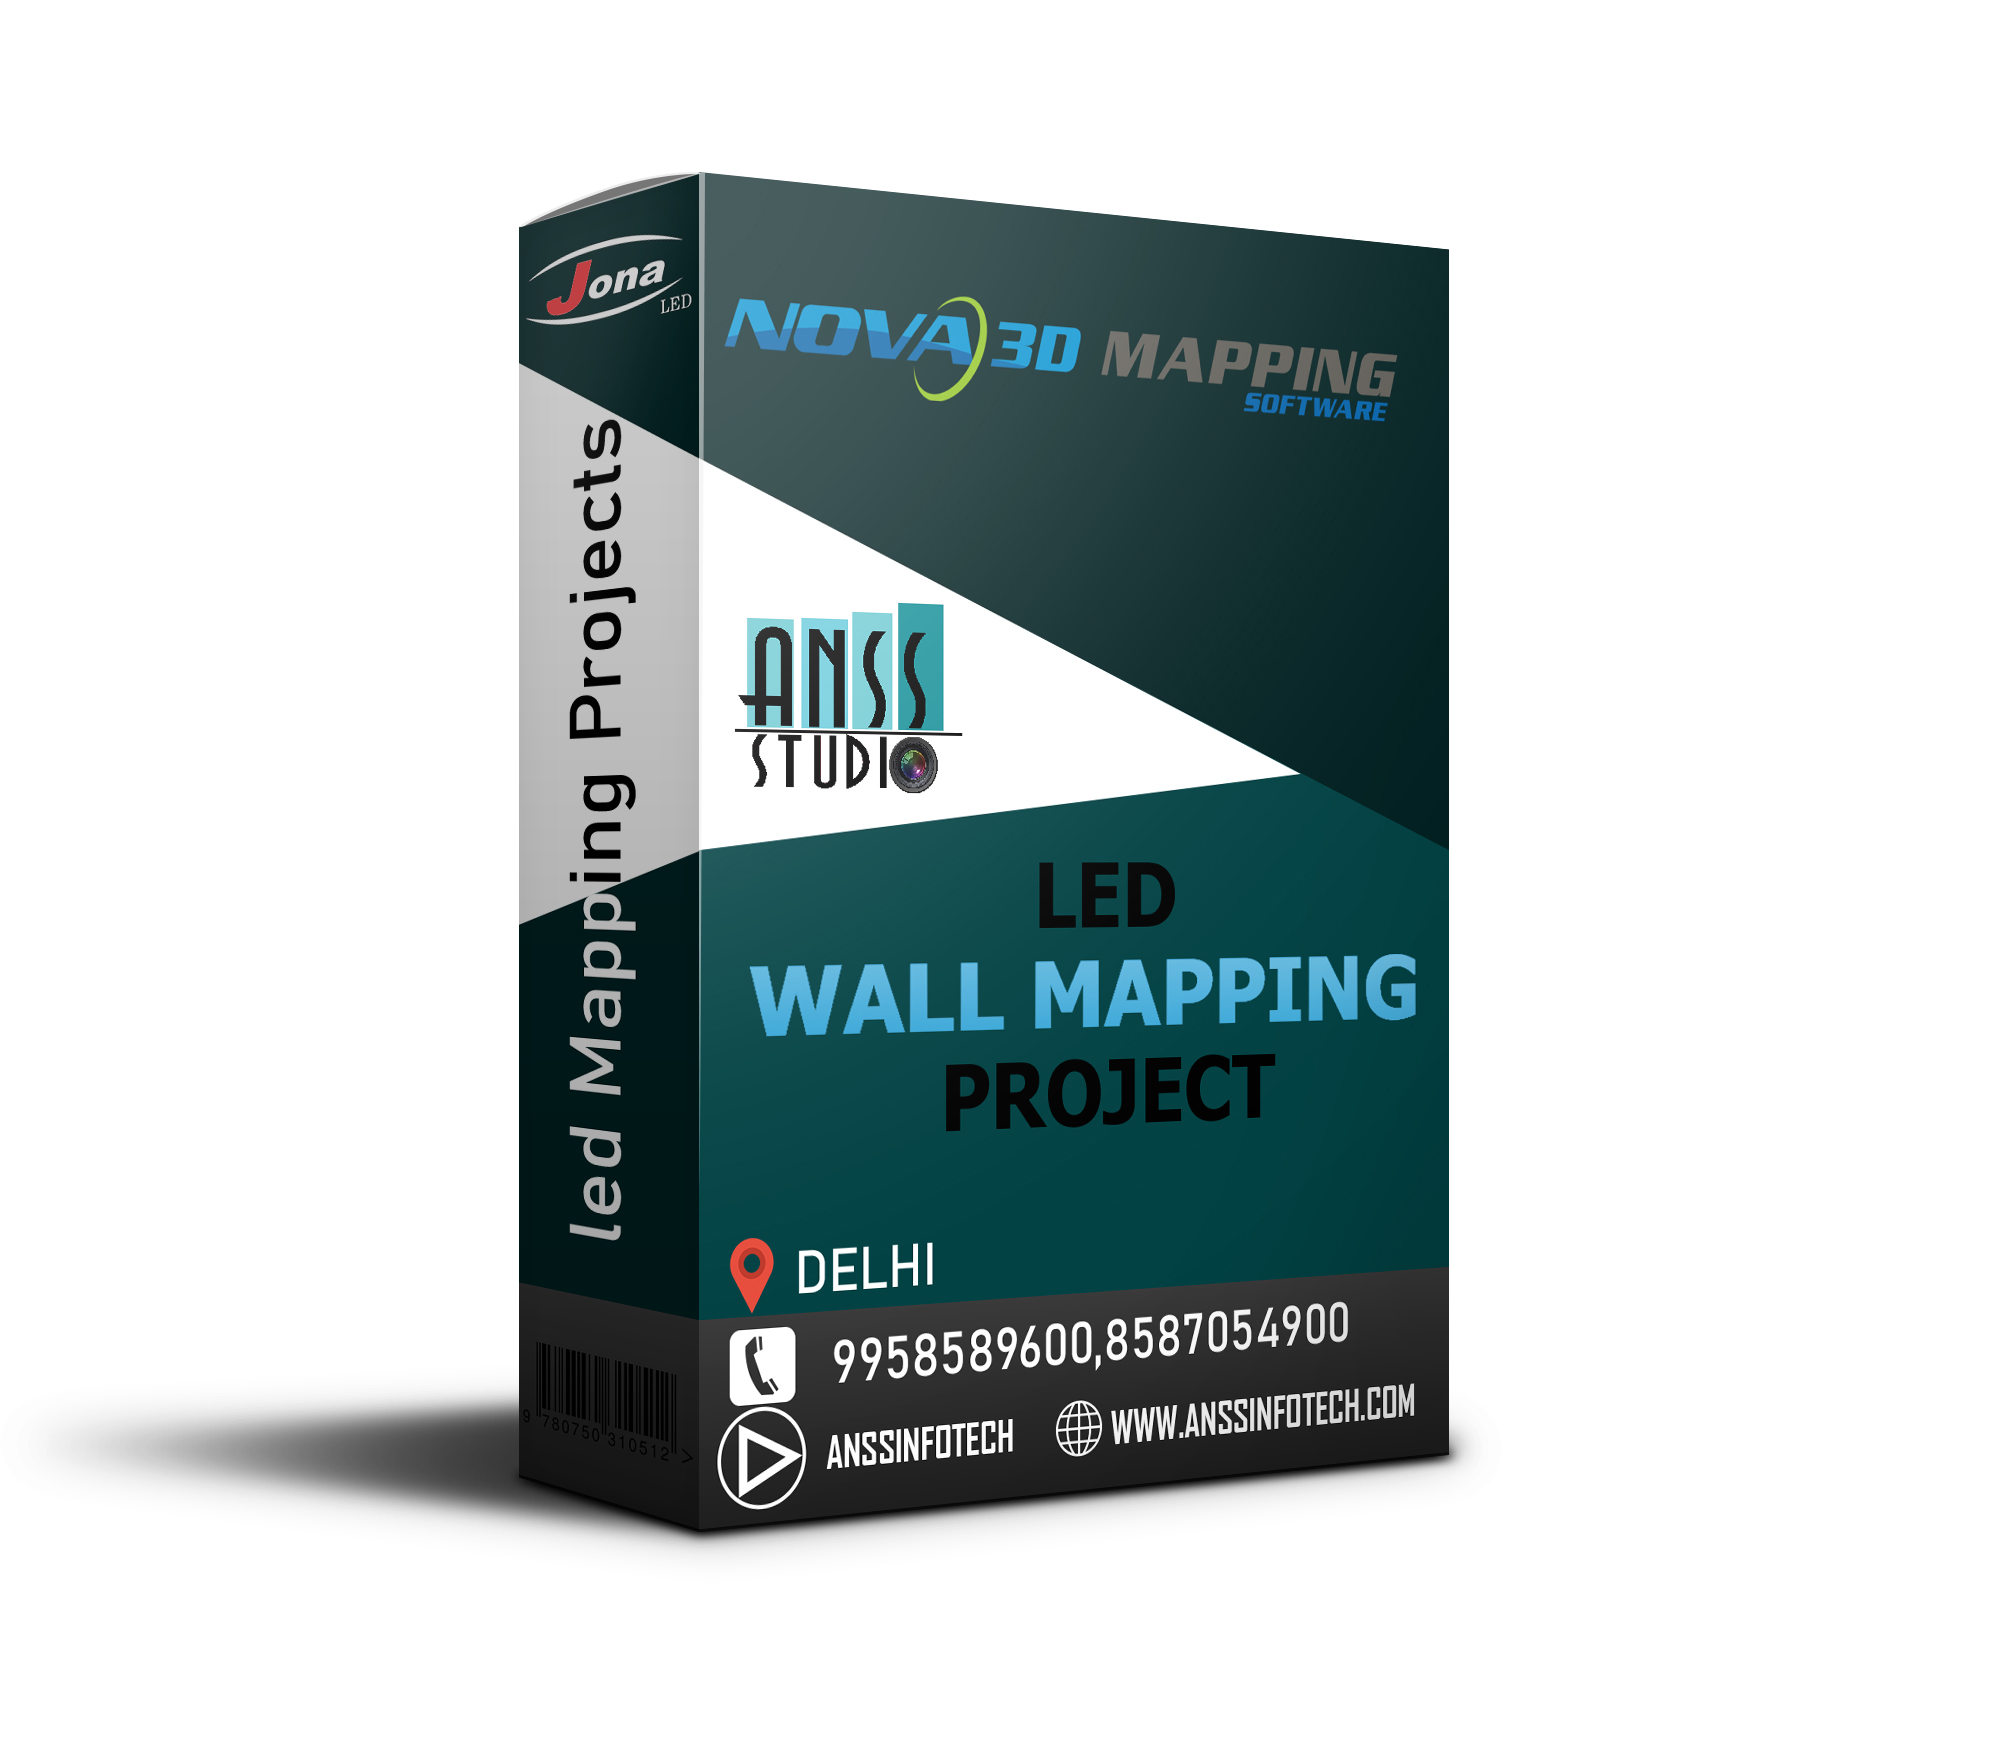 Jona
LED
led Mapping Projects
9 780750 310512 >
NOVA 3D MAPPING
SOFTWARE
ANSS
STUDIO
LED
WALL MAPPING
PROJECT
DELHI
9958589600,8587054900
ANSSINFOTECH
WWW.ANSSINFOTECH.COM